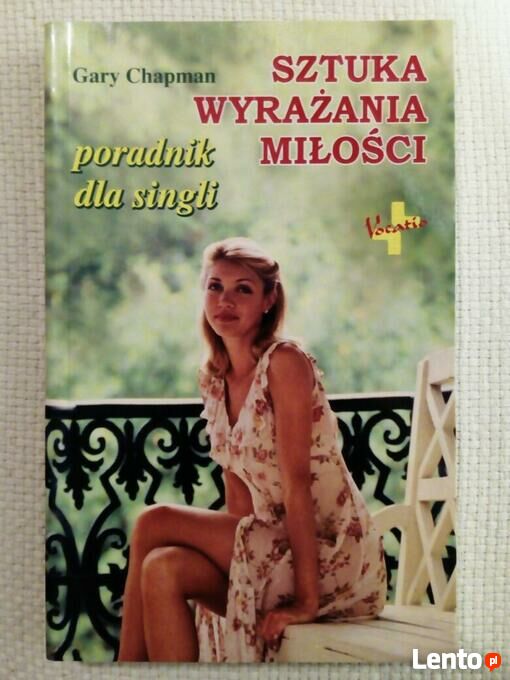 Gary Chapman
SZTUKA
WYRAŻANIA
MIŁOŚCI
poradnik
dla singli
Vocatio
Lento.pl